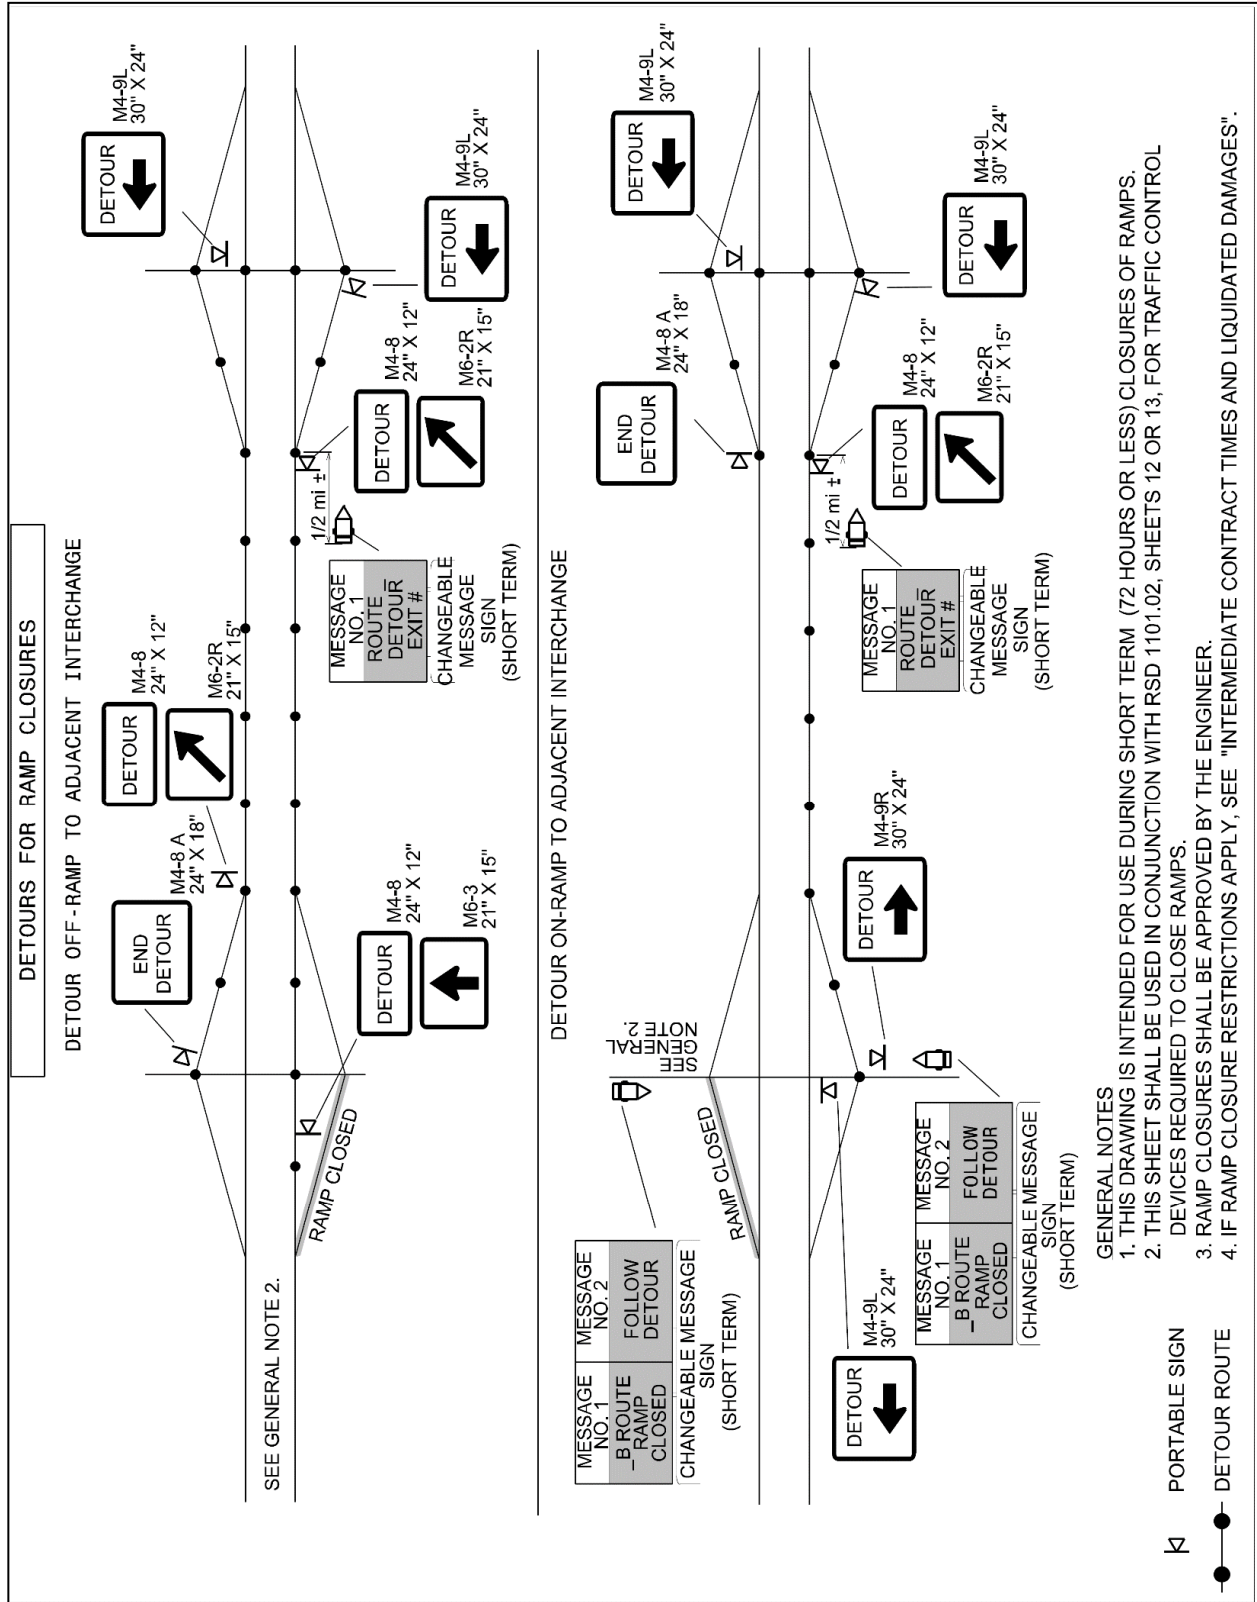 DETOURS FOR RAMP CLOSURES
DETOUR OFF-RAMP TO ADJACENT INTERCHANGE
SEE GENERAL NOTE 2.
END
DETOUR
M4-8 A
24" X 18"
DETOUR
M4-8
24" X 12"
M6-2R
21" X 15"
DETOUR
M4-9L
30" X 24"
RAMP CLOSED
DETOUR
M4-8
24" X 12"
M6-3
21" X 15"
MESSAGE
NO. 1
ROUTE _
DETOUR
EXIT #
CHANGEABLE
MESSAGE
SIGN
(SHORT TERM)
1/2 mi ±
DETOUR
M4-8
24" X 12"
M6-2R
21" X 15"
DETOUR
M4-9L
30" X 24"
DETOUR ON-RAMP TO ADJACENT INTERCHANGE
MESSAGE
NO. 1
MESSAGE
NO. 2
_B ROUTE
RAMP
CLOSED
FOLLOW
DETOUR
CHANGEABLE MESSAGE
SIGN
(SHORT TERM)
SEE
GENERAL
NOTE 2.
RAMP CLOSED
END
DETOUR
M4-8 A
24" X 18"
DETOUR
M4-9L
30" X 24"
DETOUR
M4-9L
30" X 24"
MESSAGE
NO. 1
MESSAGE
NO. 2
_B ROUTE
RAMP
CLOSED
FOLLOW
DETOUR
CHANGEABLE MESSAGE
SIGN
(SHORT TERM)
DETOUR
M4-9R
30" X 24"
MESSAGE
NO. 1
ROUTE _
DETOUR
EXIT #
CHANGEABLE
MESSAGE
SIGN
(SHORT TERM)
1/2 mi ±
DETOUR
M4-8
24" X 12"
M6-2R
21" X 15"
DETOUR
M4-9L
30" X 24"
PORTABLE SIGN
DETOUR ROUTE
GENERAL NOTES
1. THIS DRAWING IS INTENDED FOR USE DURING SHORT TERM (72 HOURS OR LESS) CLOSURES OF RAMPS.
2. THIS SHEET SHALL BE USED IN CONJUNCTION WITH RSD 1101.02, SHEETS 12 OR 13, FOR TRAFFIC CONTROL
DEVICES REQUIRED TO CLOSE RAMPS.
3. RAMP CLOSURES SHALL BE APPROVED BY THE ENGINEER.
4. IF RAMP CLOSURE RESTRICTIONS APPLY, SEE "INTERMEDIATE CONTRACT TIMES AND LIQUIDATED DAMAGES".